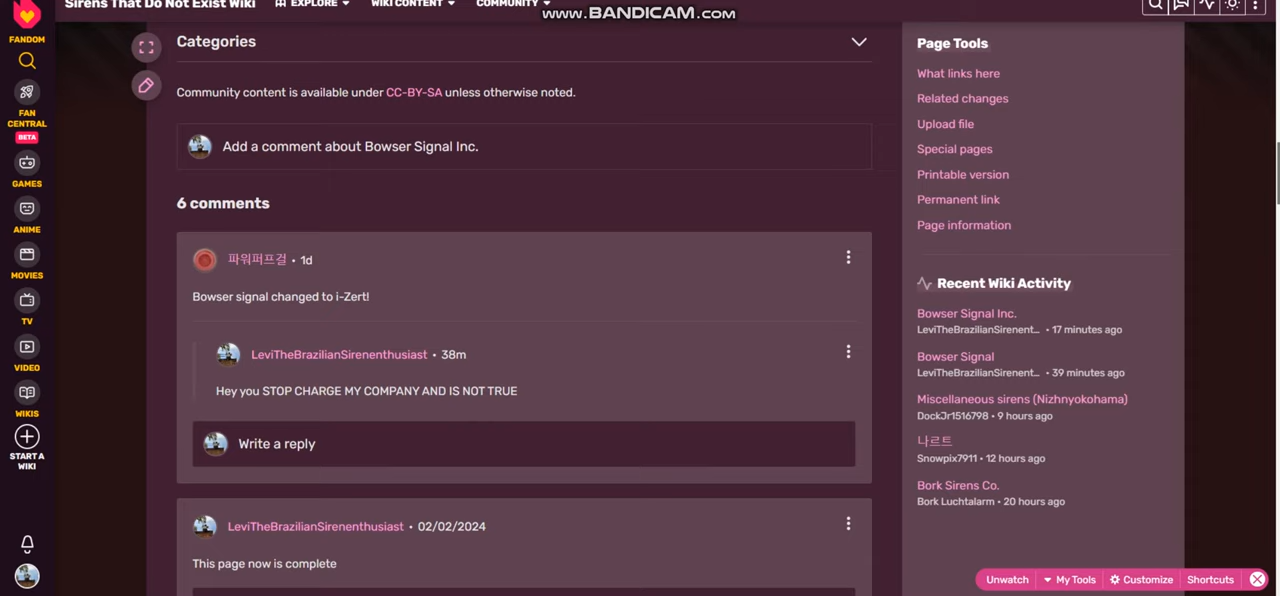 Sirens That Do Not Exist Wiki
EXPLORE
WIKI CONTENT
COMMUNITY
www.BANDICAM.com
FANDOM
FAN
CENTRAL
BETA
GAMES
ANIME
MOVIES
TV
VIDEO
WIKIS
START A
WIKI
Categories
Community content is available under CC-BY-SA unless otherwise noted.
Add a comment about Bowser Signal Inc.
6 comments
파워퍼프걸 • 1d
Bowser signal changed to i-Zert!
LeviTheBrazilianSirenenthusiast • 38m
Hey you STOP CHARGE MY COMPANY AND IS NOT TRUE
Write a reply
LeviTheBrazilianSirenenthusiast • 02/02/2024
This page now is complete
Page Tools
What links here
Related changes
Upload file
Special pages
Printable version
Permanent link
Page information
Recent Wiki Activity
Bowser Signal Inc.
LeviTheBrazilianSirenent... • 17 minutes ago
Bowser Signal
LeviTheBrazilianSirenent... • 39 minutes ago
Miscellaneous sirens (Nizhnyokohama)
DockJr1516798 • 9 hours ago
나르트
Snowpix7911 • 12 hours ago
Bork Sirens Co.
Bork Luchtalarm • 20 hours ago
Unwatch
My Tools
Customize
Shortcuts